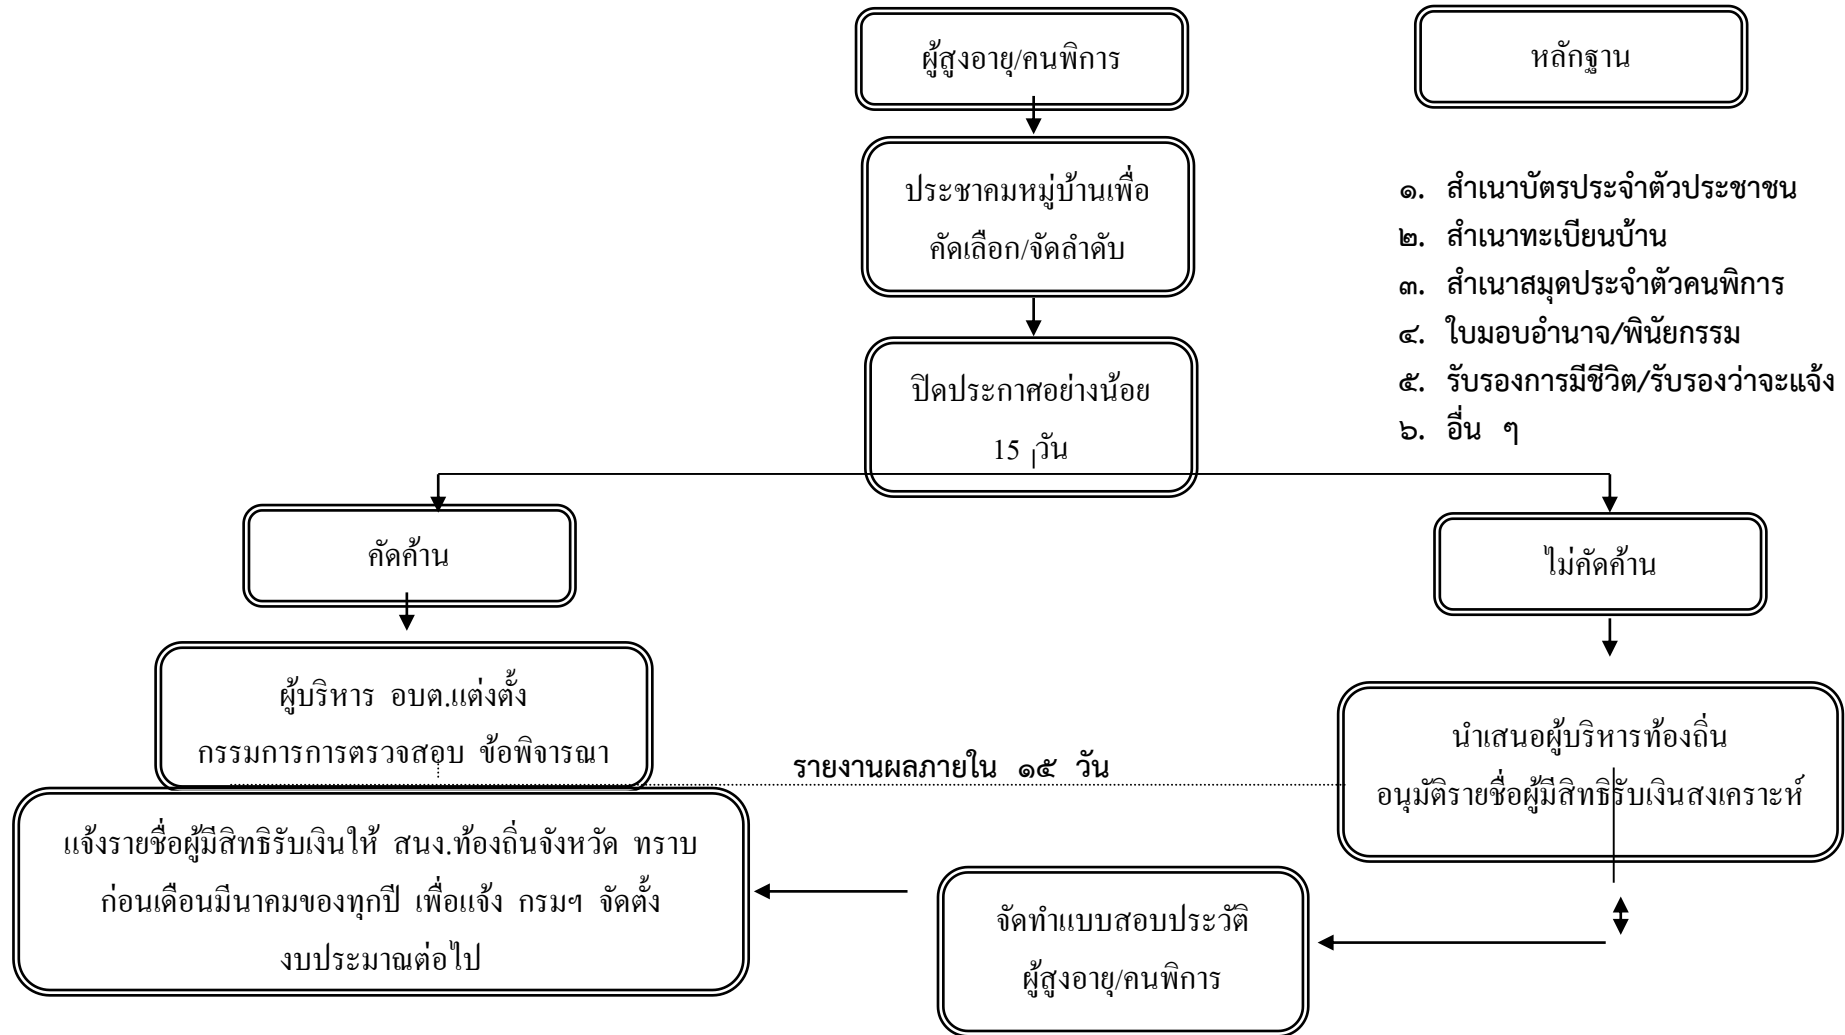 ผู้สูงอายุ/คนพิการ
หลักฐาน
ประชาคมหมู่บ้านเพื่อ
คัดเลือก/จัดลำดับ
๑. สำเนาบัตรประจำตัวประชาชน
๒. สำเนาทะเบียนบ้าน
๓. สำเนาสมุดประจำตัวคนพิการ
๔. ใบมอบอำนาจ/พินัยกรรม
๕. รับรองการมีชีวิต/รับรองว่าจะแจ้ง
๖. อื่น ๆ
ปิดประกาศอย่างน้อย
15 วัน
คัดค้าน
ไม่คัดค้าน
ผู้บริหาร อบต.แต่งตั้ง
กรรมการการตรวจสอบ ข้อพิจารณา
รายงานผลภายใน ๑๕ วัน
นำเสนอผู้บริหารท้องถิ่น
อนุมัติรายชื่อผู้มีสิทธิรับเงินสงเคราะห์
แจ้งรายชื่อผู้มีสิทธิรับเงินให้ สนง.ท้องถิ่นจังหวัด ทราบ
ก่อนเดือนมีนาคมของทุกปี เพื่อแจ้ง กรมฯ จัดตั้ง
งบประมาณต่อไป
จัดทำแบบสอบประวัติ
ผู้สูงอายุ/คนพิการ